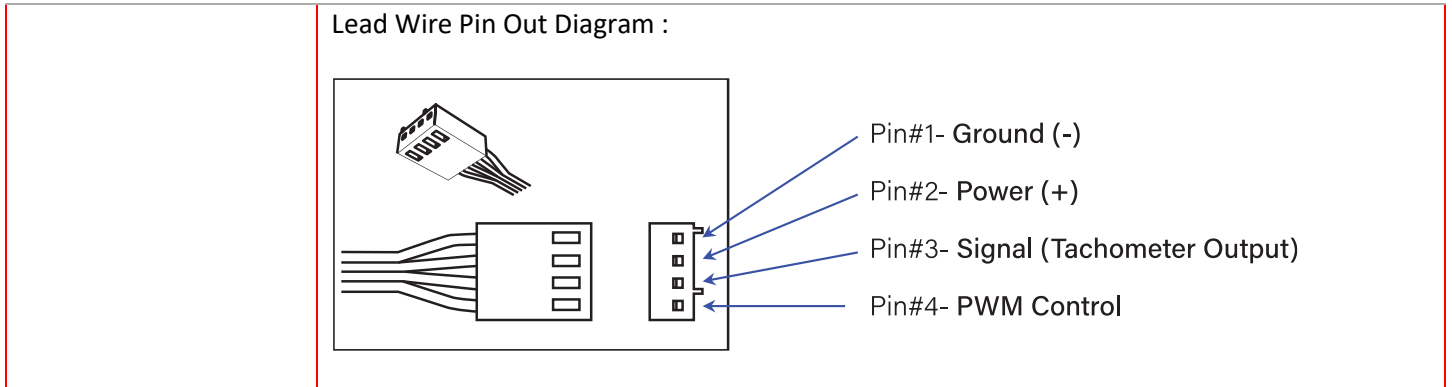 Lead Wire Pin Out Diagram :
Pin#1- Ground (-)
Pin#2- Power (+)
Pin#3- Signal (Tachometer Output)
Pin#4- PWM Control